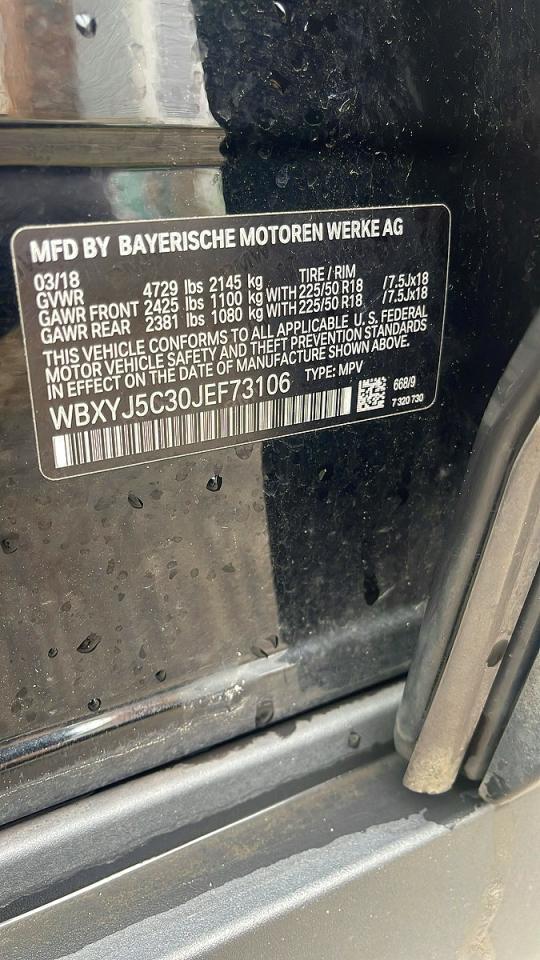 MFD BY BAYERISCHE MOTOREN WERKE AG
03/18 TIRE / RIM
GVWR 4729 lbs 2145 kg
GAWR FRONT 2425 lbs 1100 kg WITH 225/50 R18 /7.5Jx18
GAWR REAR 2381 lbs 1080 kg WITH 225/50 R18 /7.5Jx18
THIS VEHICLE CONFORMS TO ALL APPLICABLE U. S. FEDERAL
MOTOR VEHICLE SAFETY AND THEFT PREVENTION STANDARDS
IN EFFECT ON THE DATE OF MANUFACTURE SHOWN ABOVE.
WBXYJ5C30JEF73106 TYPE: MPV
668/9
7 320 730